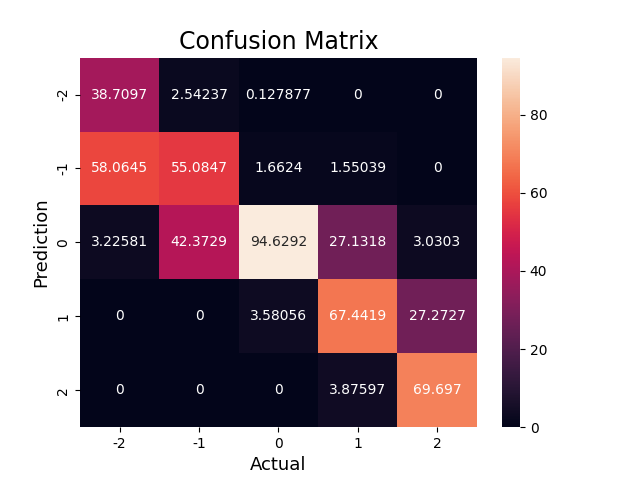 Confusion Matrix
-2 38.7097 2.54237 0.127877 0 0
-1 58.0645 55.0847 1.6624 1.55039 0
0 3.22581 42.3729 94.6292 27.1318 3.0303
1 0 0 3.58056 67.4419 27.2727
2 0 0 0 3.87597 69.697
-2 -1 0 1 2
Prediction
Actual
80
60
40
20
0